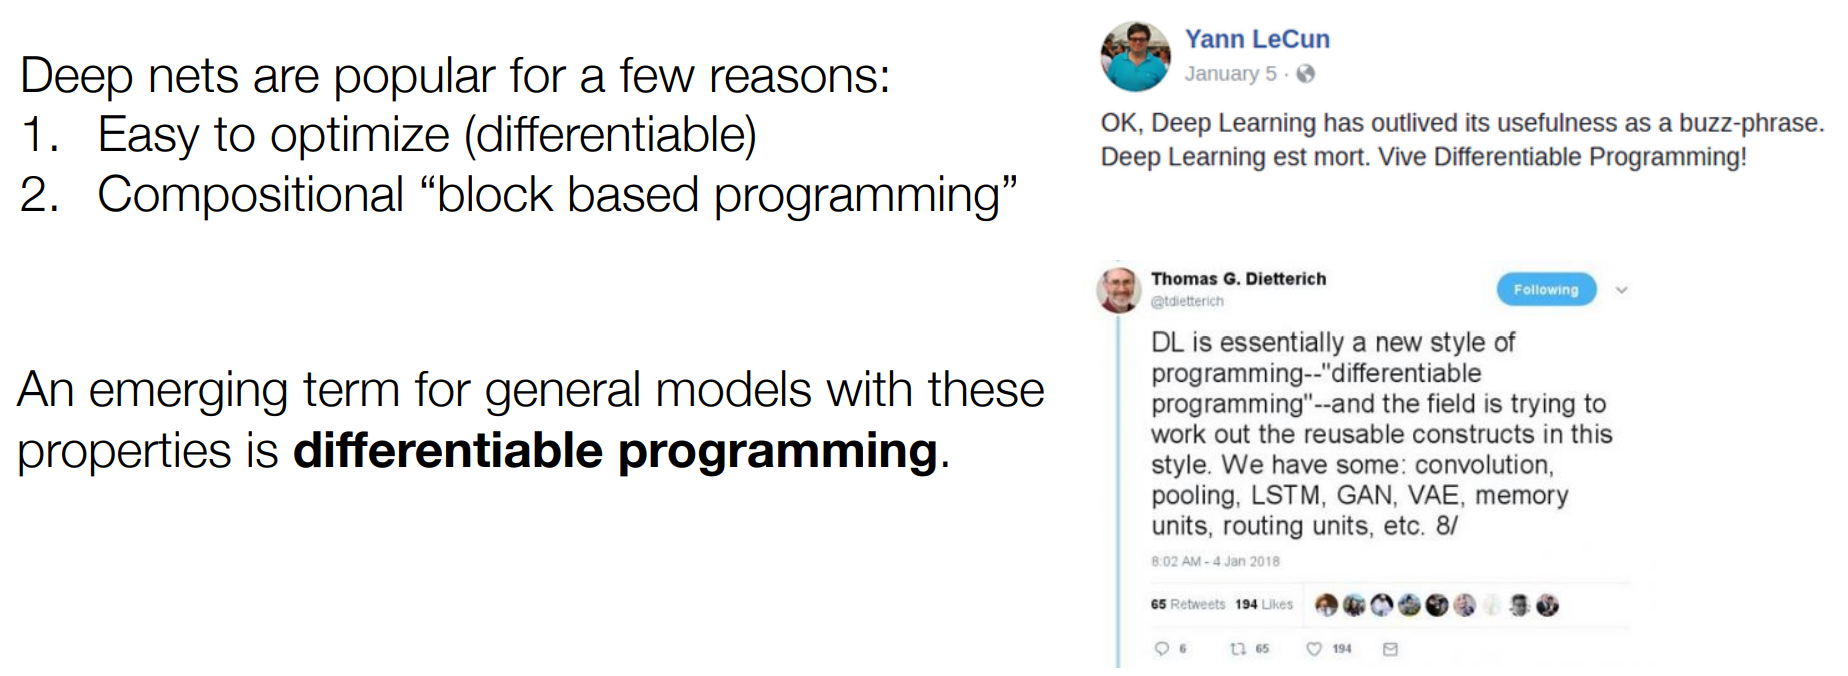 Deep nets are popular for a few reasons:
1. Easy to optimize (differentiable)
2. Compositional “block based programming”
An emerging term for general models with these
properties is differentiable programming.
Yann LeCun
January 5 ·
OK, Deep Learning has outlived its usefulness as a buzz-phrase.
Deep Learning est mort. Vive Differentiable Programming!
Thomas G. Dietterich
@tdietterich
Following
DL is essentially a new style of
programming--"differentiable
programming"--and the field is trying to
work out the reusable constructs in this
style. We have some: convolution,
pooling, LSTM, GAN, VAE, memory
units, routing units, etc. 8/
8:02 AM - 4 Jan 2018
65 Retweets 194 Likes
6 65 194